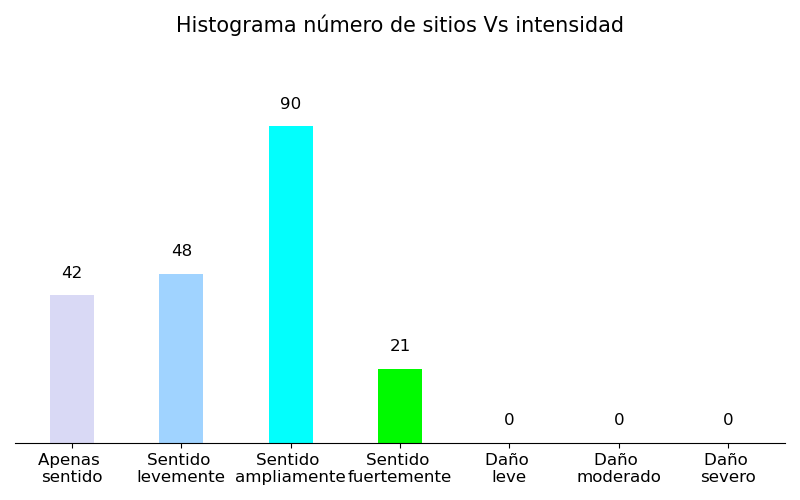 Histograma número de sitios Vs intensidad
90
48
42
21
0
0
0
Apenas
sentido
Sentido
levemente
Sentido
ampliamente
Sentido
fuertemente
Daño
leve
Daño
moderado
Daño
severo